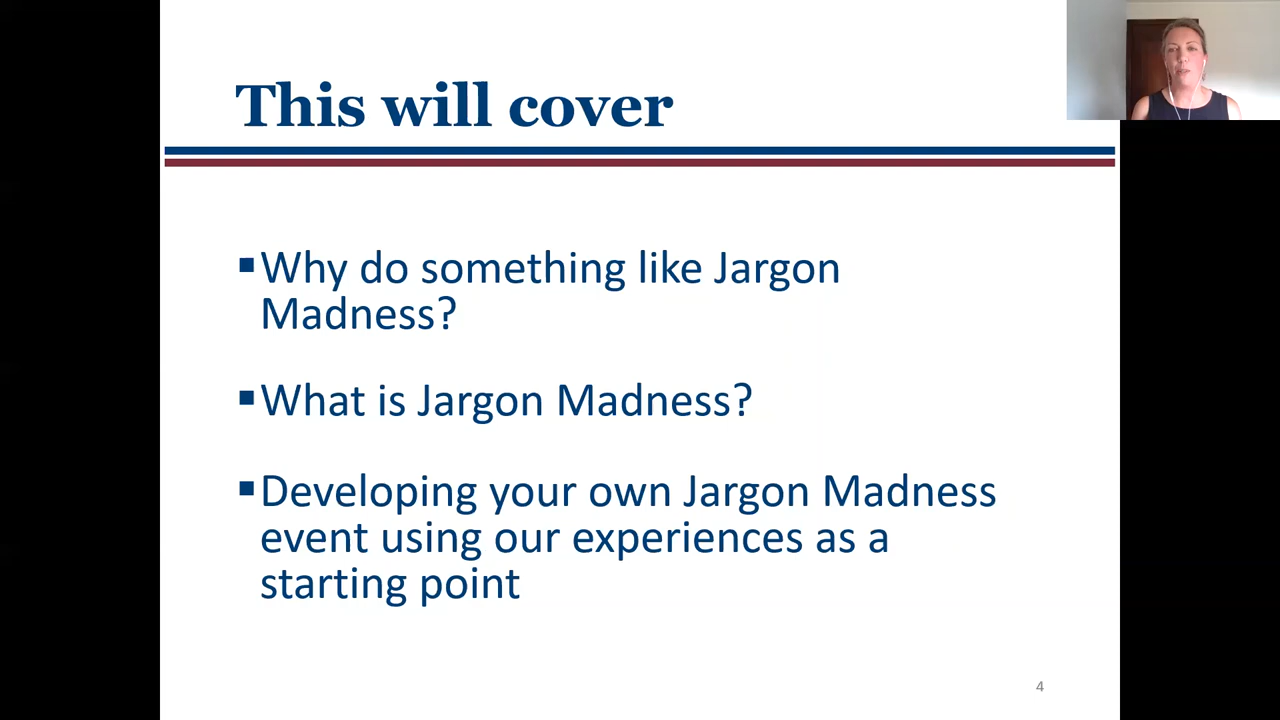 This will cover
▪Why do something like Jargon
Madness?
▪What is Jargon Madness?
▪Developing your own Jargon Madness
event using our experiences as a
starting point
4